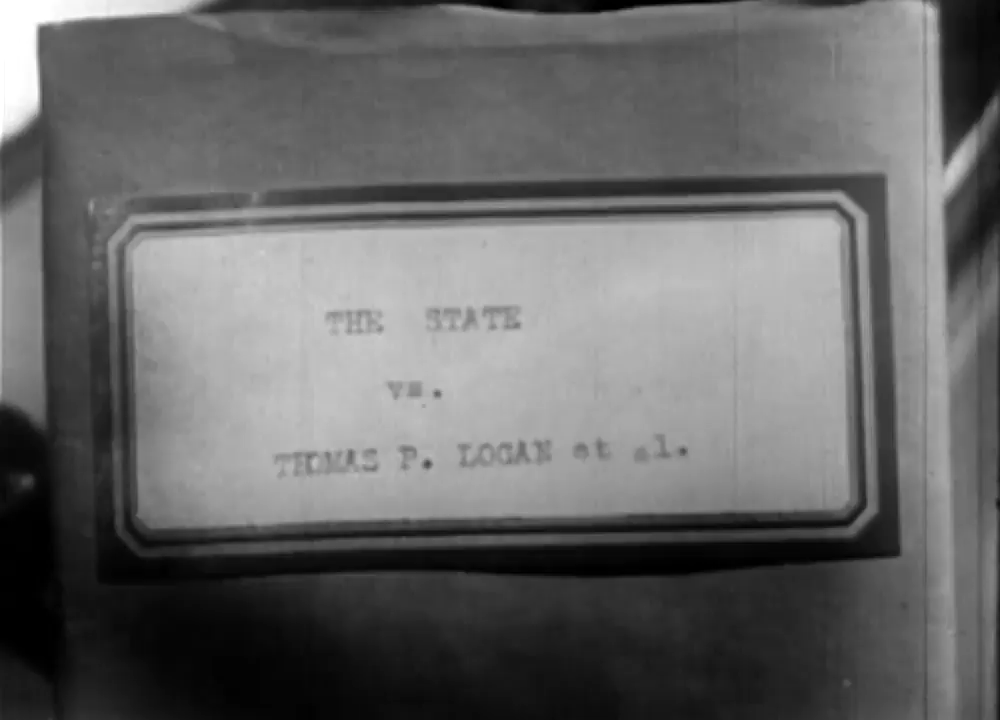 THE STATE
vs.
THOMAS P. LOGAN et al.